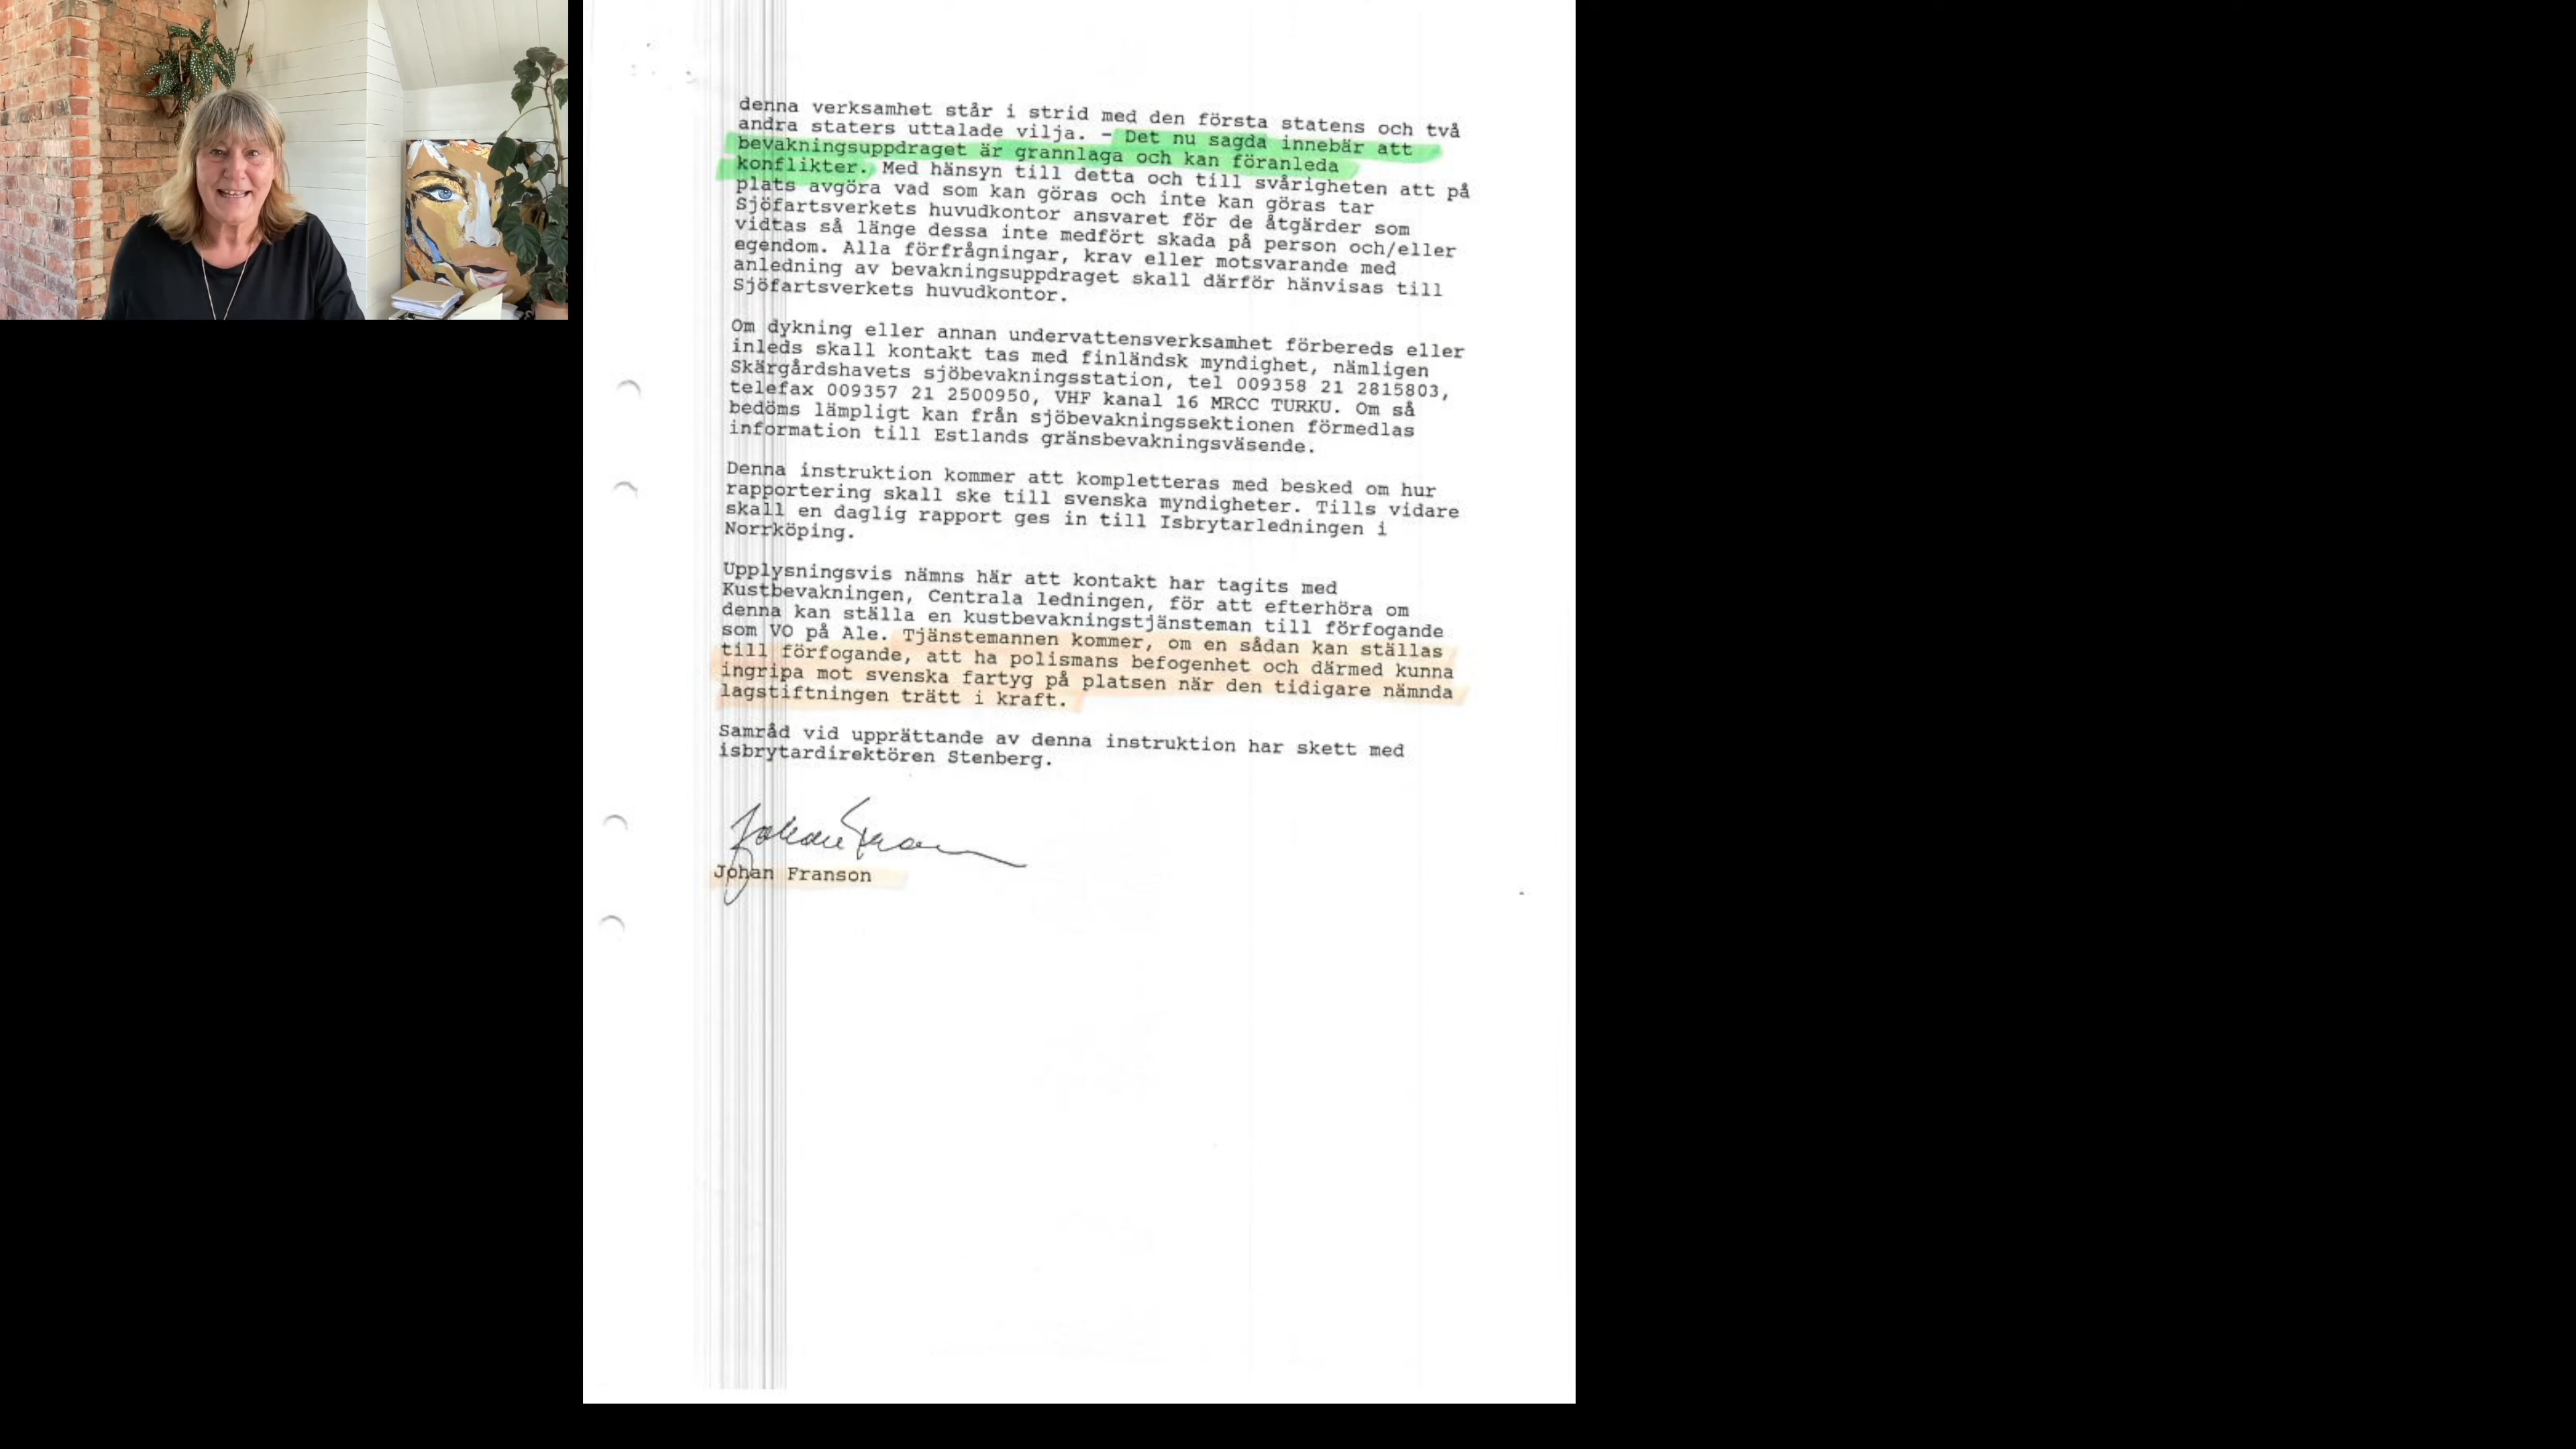 denna verksamhet står i strid med den första statens och två
andra staters uttalade vilja. – Det nu sagda innebär att
bevakningsuppdraget är grannlaga och kan föranleda
konflikter. Med hänsyn till detta och till svårigheten att på
plats avgöra vad som kan göras och inte kan göras tar
Sjöfartsverkets huvudkontor ansvaret för de åtgärder som
vidtas så länge dessa inte medfört skada på person och/eller
egendom. Alla förfrågningar, krav eller motsvarande med
anledning av bevakningsuppdraget skall därför hänvisas till
Sjöfartsverkets huvudkontor.
Om dykning eller annan undervattensverksamhet förbereds eller
inleds skall kontakt tas med finländsk myndighet, nämligen
Skärgårdshavets sjöbevakningsstation, tel 009358 21 2815803,
telefax 009357 21 2500950, VHF kanal 16 MRCC TURKU. Om så
bedöms lämpligt kan från sjöbevakningssektionen förmedlas
information till Estlands gränsbevakningsväsende.
Denna instruktion kommer att kompletteras med besked om hur
rapportering skall ske till svenska myndigheter. Tills vidare
skall en daglig rapport ges in till Isbrytarledningen i
Norrköping.
Upplysningsvis nämns här att kontakt har tagits med
Kustbevakningen, Centrala ledningen, för att efterhöra om
denna kan ställa en kustbevakningstjänsteman till förfogande
som VO på Ale. Tjänstemannen kommer, om en sådan kan ställas
till förfogande, att ha polismans befogenhet och därmed kunna
ingripa mot svenska fartyg på platsen när den tidigare nämnda
lagstiftningen trätt i kraft.
Samråd vid upprättande av denna instruktion har skett med
isbrytardirektören Stenberg.
Johan Franson
Johan Franson